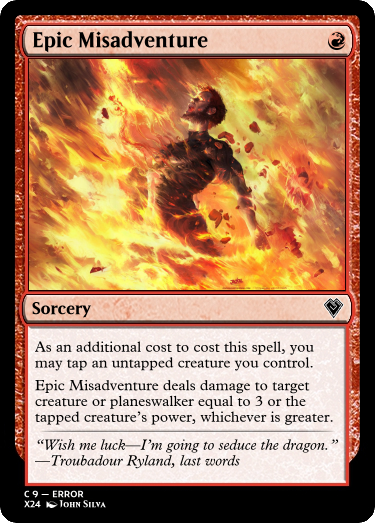 Epic Misadventure
Sorcery
As an additional cost to cost this spell, you
may tap an untapped creature you control.
Epic Misadventure deals damage to target
creature or planeswalker equal to 3 or the
tapped creature's power, whichever is greater.
“Wish me luck—I'm going to seduce the dragon.”
—Troubadour Ryland, last words
C 9 — ERROR
X24 John Silva